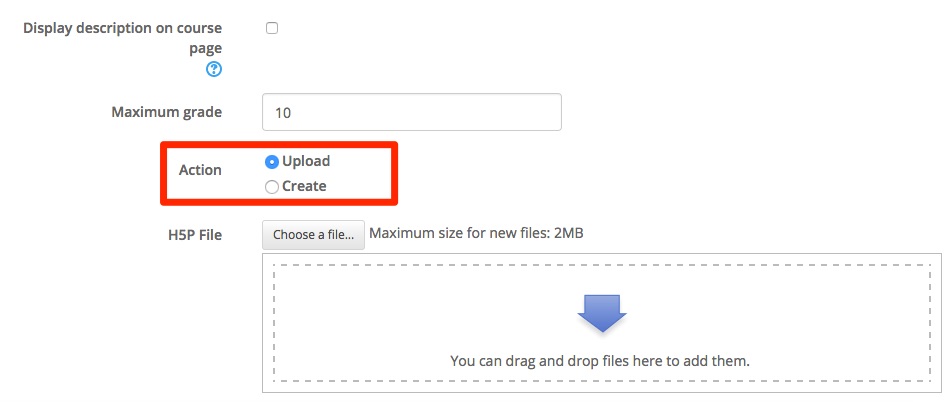 Display description on course
page
Maximum grade
10
Action
Upload
Create
H5P File
Choose a file...
Maximum size for new files: 2MB
You can drag and drop files here to add them.